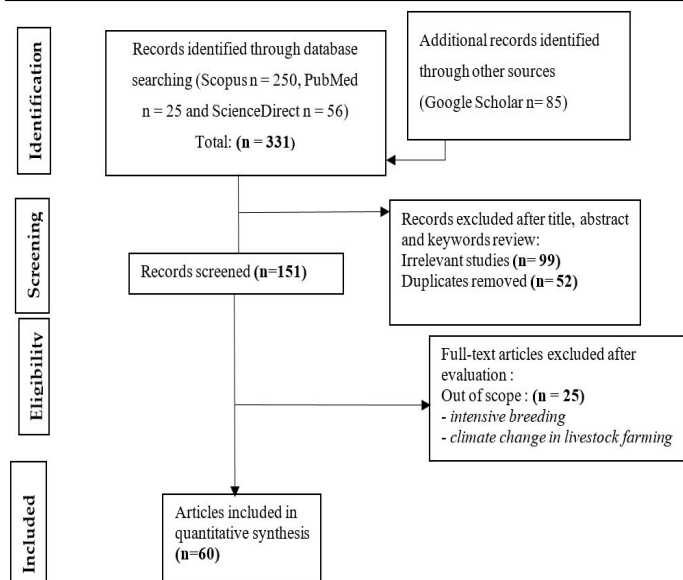 Identification
Records identified through database
searching (Scopus n = 250, PubMed
n = 25 and ScienceDirect n = 56)
Total: (n = 331)
Additional records identified
through other sources
(Google Scholar n= 85)
Screening
Records excluded after title, abstract
and keywords review:
Irrelevant studies (n= 99)
Duplicates removed (n= 52)
Records screened (n=151)
Eligibility
Full-text articles excluded after
evaluation :
Out of scope : (n = 25)
- intensive breeding
- climate change in livestock farming
Included
Articles included in
quantitative synthesis
(n=60)